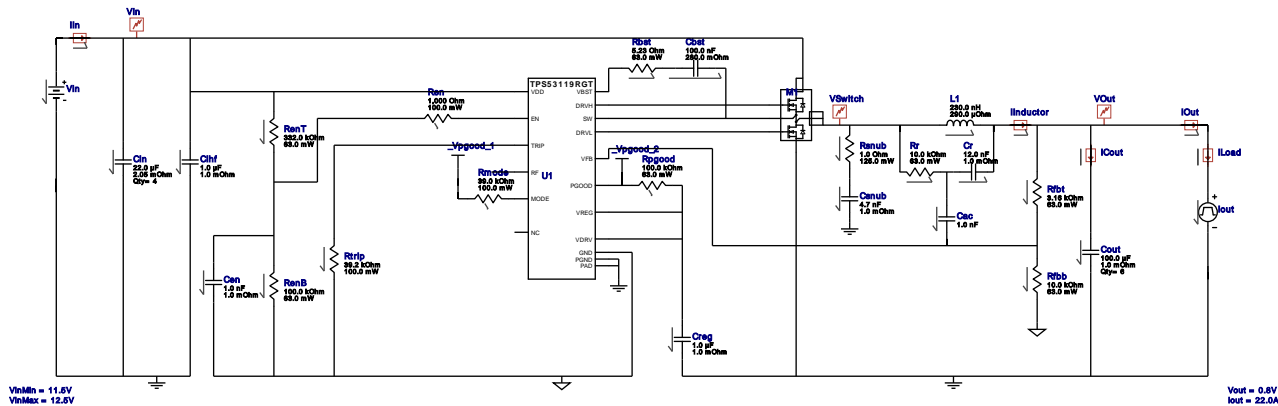 Iin
Vin
Vin
+
-
Cin
22.0 µF
2.05 mOhm
Qty= 4
Cihf
1.0 µF
1.0 mOhm
RenT
332.0 kOhm
63.0 mW
Cen
1.0 nF
1.0 mOhm
RenB
100.0 kOhm
63.0 mW
Rtrip
39.2 kOhm
100.0 mW
Ren
1,000 Ohm
100.0 mW
_Vpgood_1
Rmode
39.0 kOhm
100.0 mW
TPS53119RGT
VDD
EN
TRIP
RF
MODE
NC
U1
VBST
DRVH
SW
DRVL
VFB
PGOOD
VREG
VDRV
GND
PGND
PAD
Rbst
5.23 Ohm
63.0 mW
Cbst
100.0 nF
280.0 mOhm
_Vpgood_2
Rpgood
100.0 kOhm
63.0 mW
Creg
1.0 µF
1.0 mOhm
M1
VSwitch
Rsnub
1.0 Ohm
125.0 mW
Csnub
4.7 nF
1.0 mOhm
L1
230.0 nH
290.0 µOhm
Rr
10.0 kOhm
63.0 mW
Cr
12.0 nF
1.0 mOhm
Cac
1.0 nF
IInductor
Rfbt
3.16 kOhm
63.0 mW
Rfbb
10.0 kOhm
63.0 mW
VOut
ICout
Cout
100.0 µF
1.0 mOhm
Qty= 6
IOut
ILoad
Iout
+
-
VinMin = 11.5V
VinMax = 12.5V
Vout = 0.8V
Iout = 22.0A